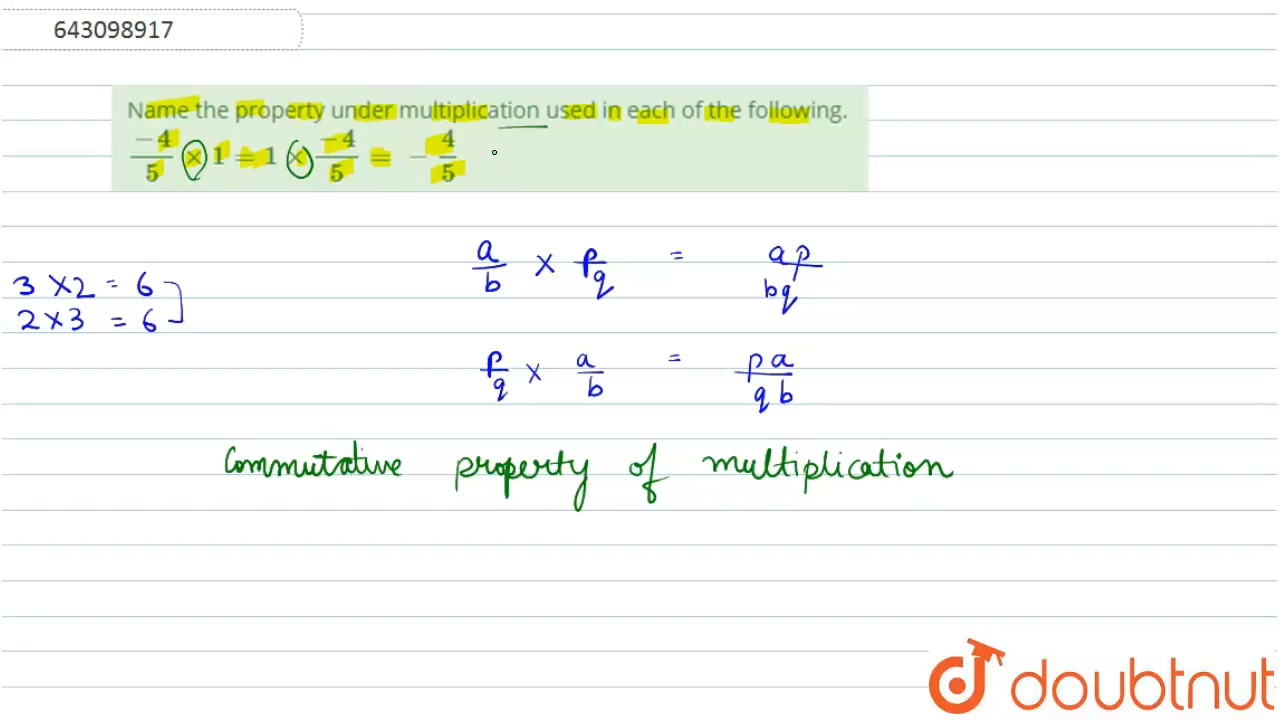 643098917
Name the property under multiplication used in each of the following.
−4/5 × 1 = 1 × −4/5 = −4/5
a/b × p/q = ap/bq
3 × 2 = 6
2 × 3 = 6
p/q × a/b = pa/qb
Commutative property of multiplication
doubtnut